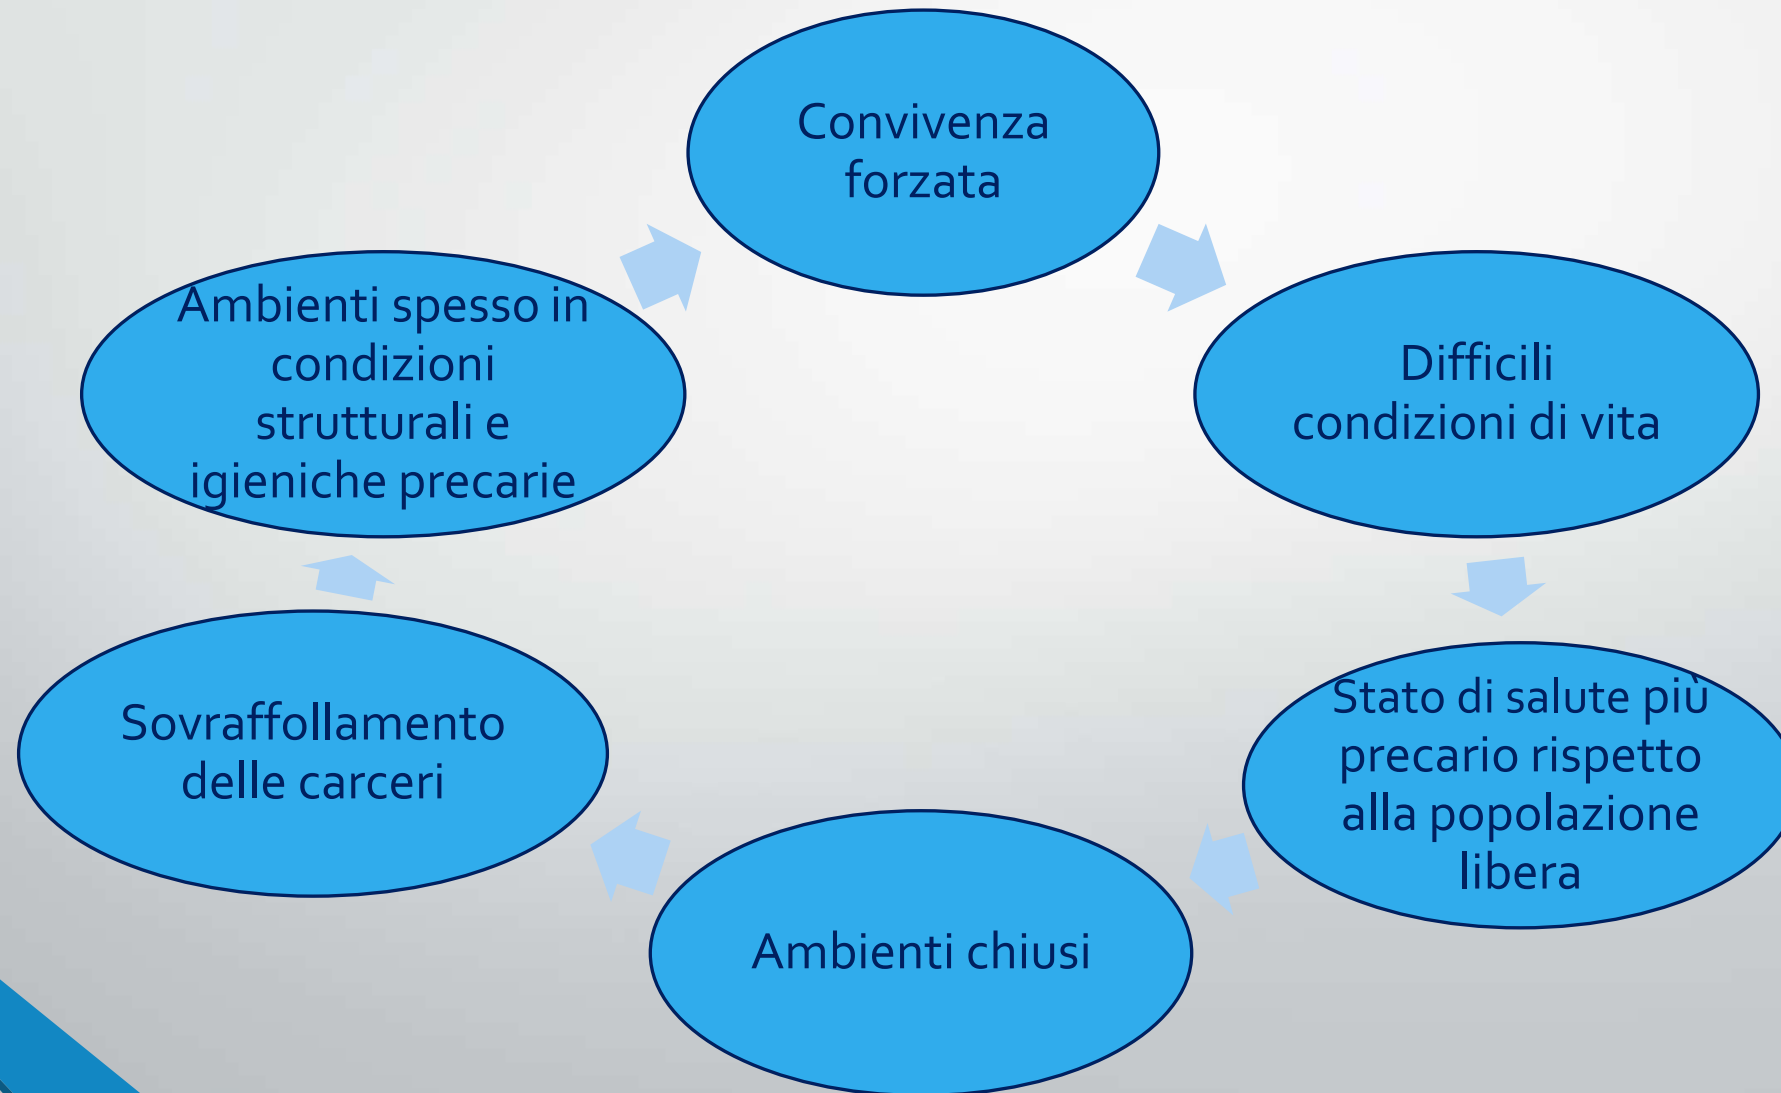 Convivenza
forzata
Difficili
condizioni di vita
Stato di salute più
precario rispetto
alla popolazione
libera
Ambienti chiusi
Sovraffollamento
delle carceri
Ambienti spesso in
condizioni
strutturali e
igieniche precarie